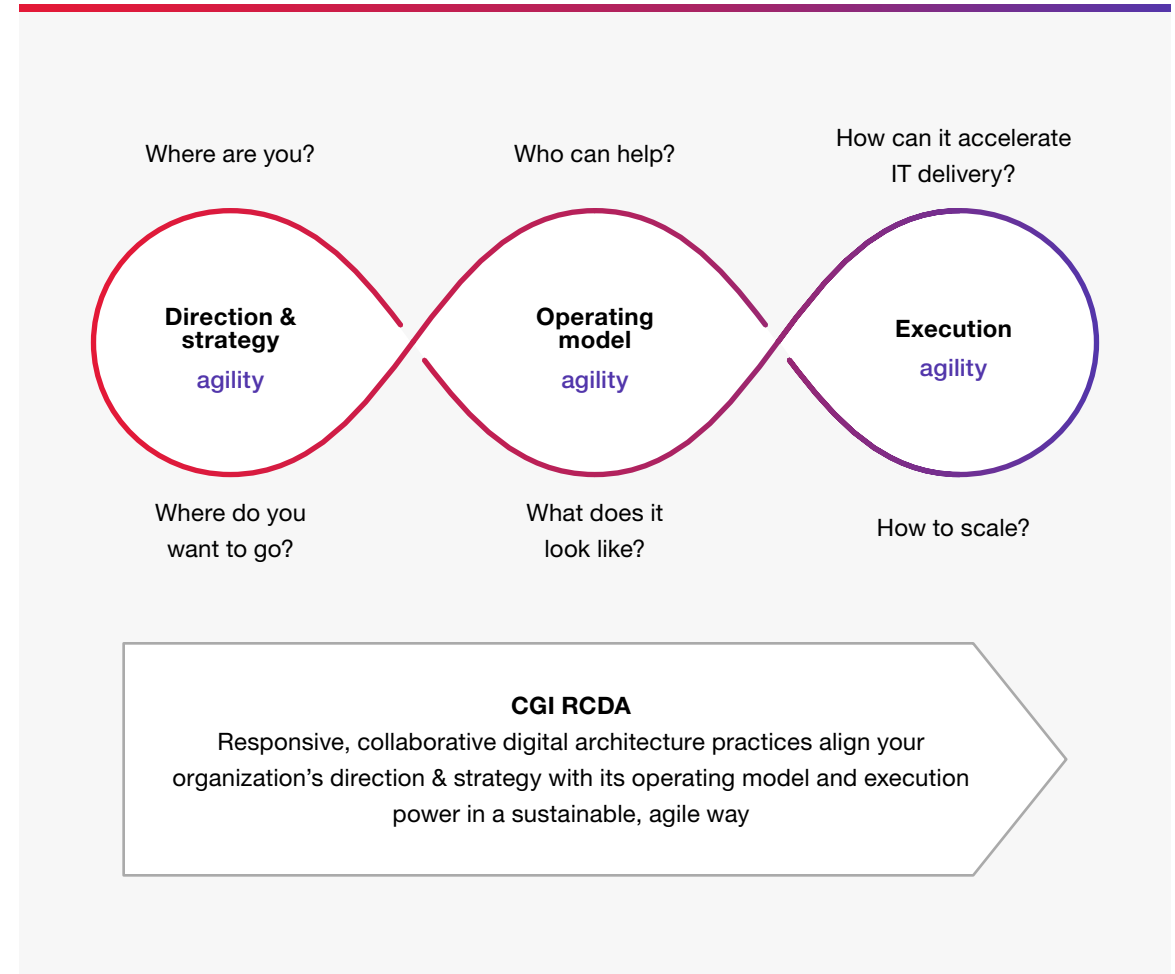 Where are you?
Who can help?
How can it accelerate
IT delivery?
Direction &
strategy
agility
Operating
model
agility
Execution
agility
Where do you
want to go?
What does it
look like?
How to scale?
CGI RCDA
Responsive, collaborative digital architecture practices align your
organization’s direction & strategy with its operating model and execution
power in a sustainable, agile way